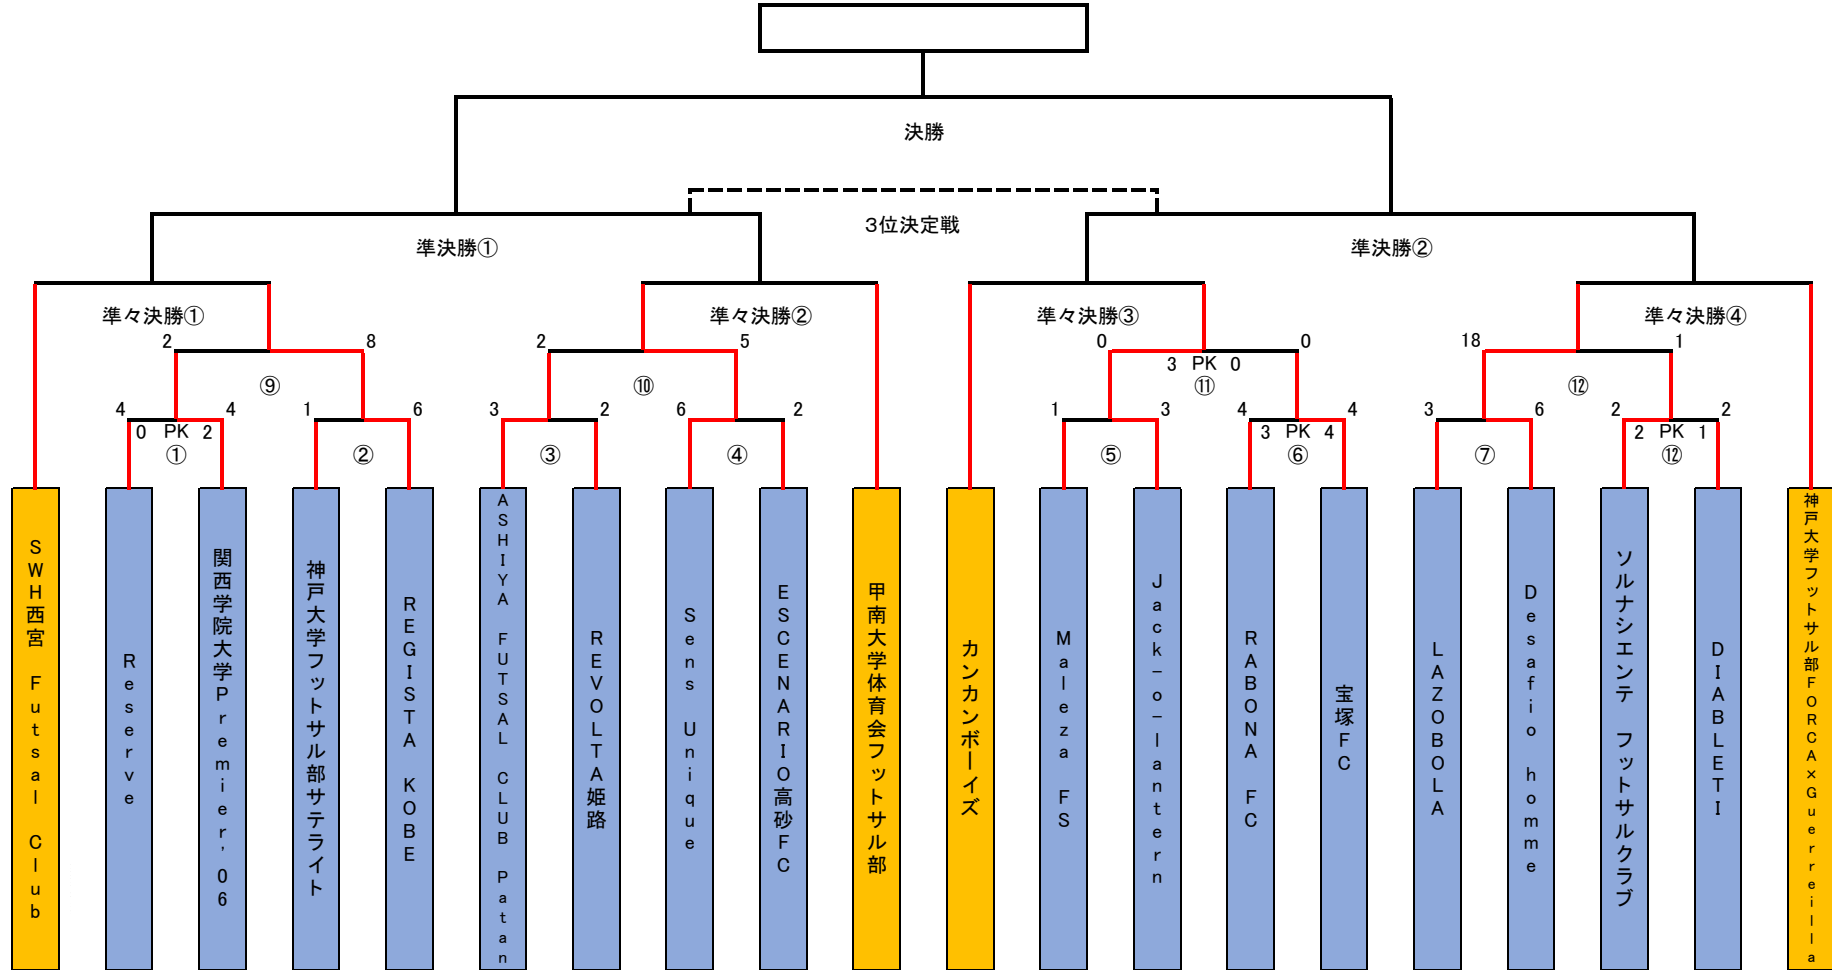 決勝
3位決定戦
準決勝① 準決勝②
準々決勝① 準々決勝② 準々決勝③ 準々決勝④
2 8 2 5 0 0 18 1
3 PK 0
⑨ ⑩ ⑪ ⑫
4 4 1 6 3 2 6 2 1 3 4 4 3 6 2 2
0 PK 2 3 PK 4 2 PK 1
① ② ③ ④ ⑤ ⑥ ⑦ ⑫
SWH西宮 Futsal Club
Reserve
関西学院大学Premier'06
神戸大学フットサル部サテライト
REGISTA KOBE
ASHIYA FUTSAL CLUB Patan
REVOLTA姫路
Sens Unique
ESCENARIO高砂FC
甲南大学体育会フットサル部
カンカンボーイズ
Maleza FS
Jack-o-lantern
RABONA FC
宝塚FC
LAZOBOLA
Desafio homme
ソルナシエンテ フットサルクラブ
DIABLETI
神戸大学フットサル部FORCA×Guerreilla